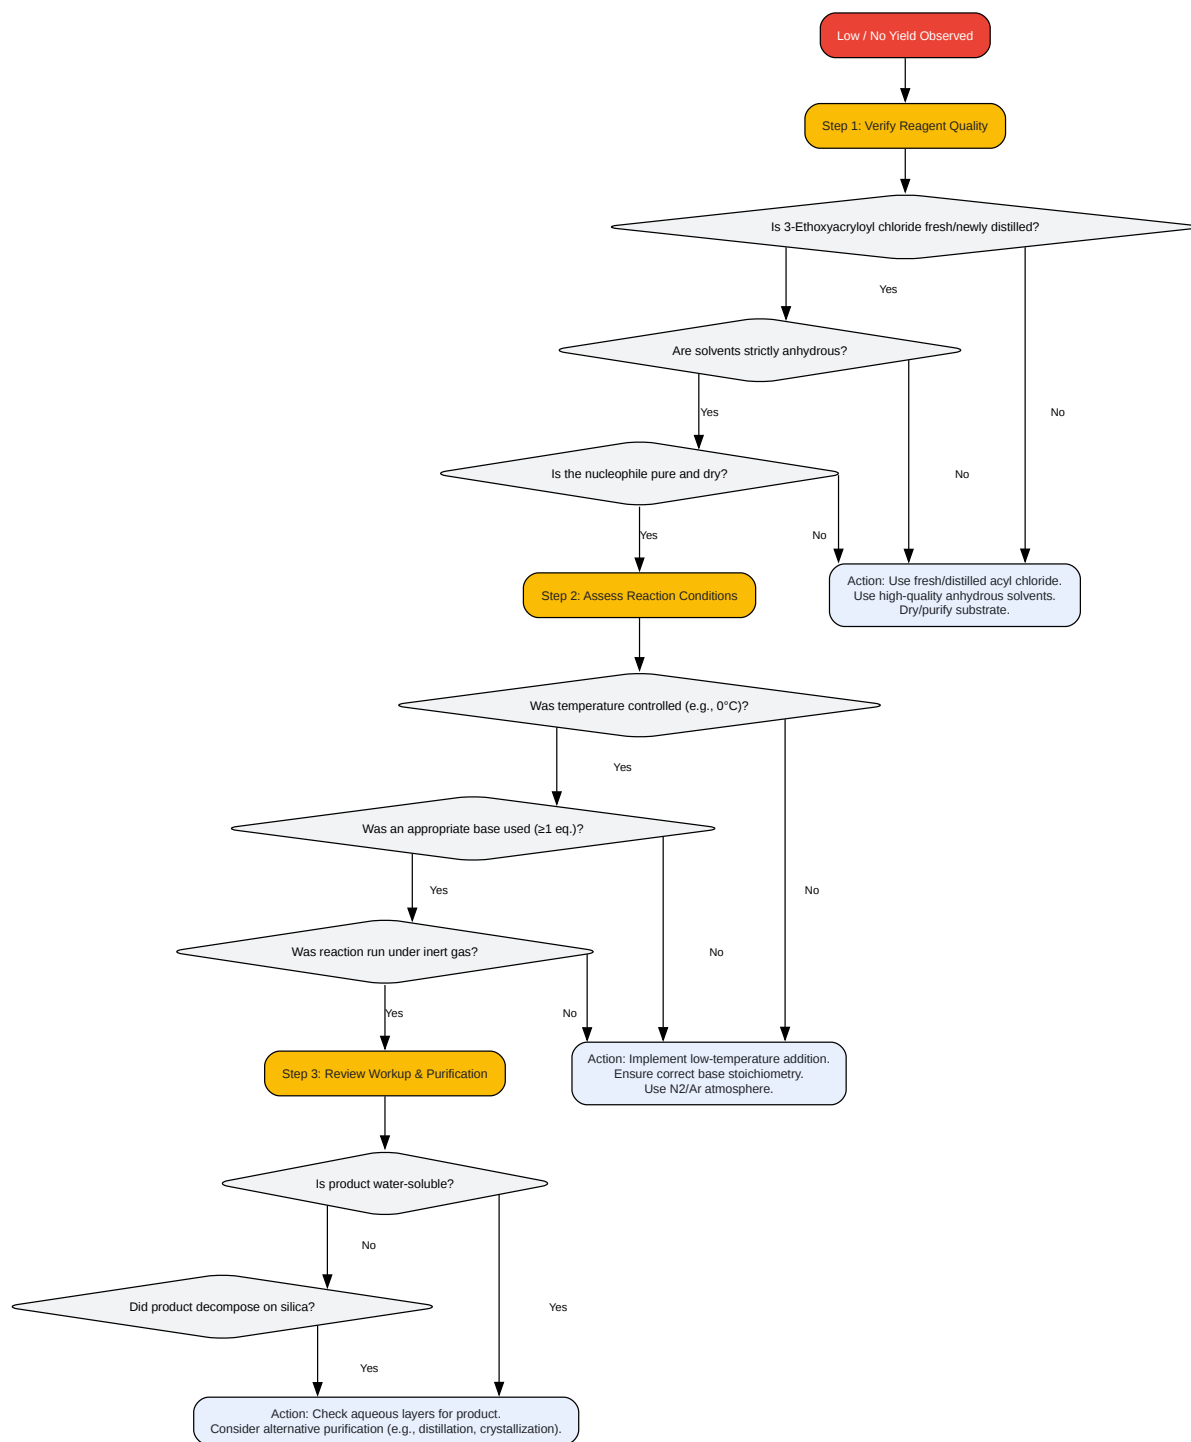 Low / No Yield Observed
Step 1: Verify Reagent Quality
Is 3-Ethoxyacryloyl chloride fresh/newly distilled?
Yes
Are solvents strictly anhydrous?
Yes
No
Is the nucleophile pure and dry?
No
Yes
No
Action: Use fresh/distilled acyl chloride.
Use high-quality anhydrous solvents.
Dry/purify substrate.
Step 2: Assess Reaction Conditions
Was temperature controlled (e.g., 0°C)?
Yes
Was an appropriate base used (≥1 eq.)?
Yes
No
Was reaction run under inert gas?
No
Yes
No
Action: Implement low-temperature addition.
Ensure correct base stoichiometry.
Use N2/Ar atmosphere.
Step 3: Review Workup & Purification
Is product water-soluble?
No
Did product decompose on silica?
Yes
Yes
Action: Check aqueous layers for product.
Consider alternative purification (e.g., distillation, crystallization).